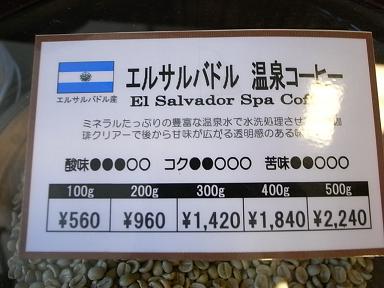 エルサルバドル 温泉コーヒー
El Salvador Spa
エルサルバドル産
ミネラルたっぷりの豊富な温泉水で水洗処理させ
琲クリアーで後から甘味が広がる透明感のある味
酸味●●●○○ コク●●○○○ 苦味●●○○○
100g 200g 300g 400g 500g
¥560 ¥960 ¥1,420 ¥1,840 ¥2,240